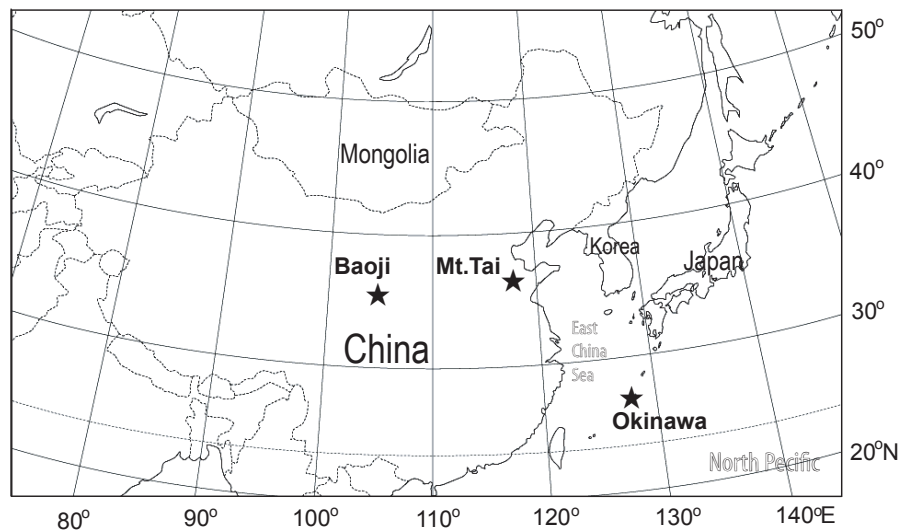 50°
Mongolia
40°
Korea
Baoji
Mt.Tai
Japan
30°
East
China
Sea
China
Okinawa
20°N
North Pecific
80°
90°
100°
110°
120°
130°
140°E